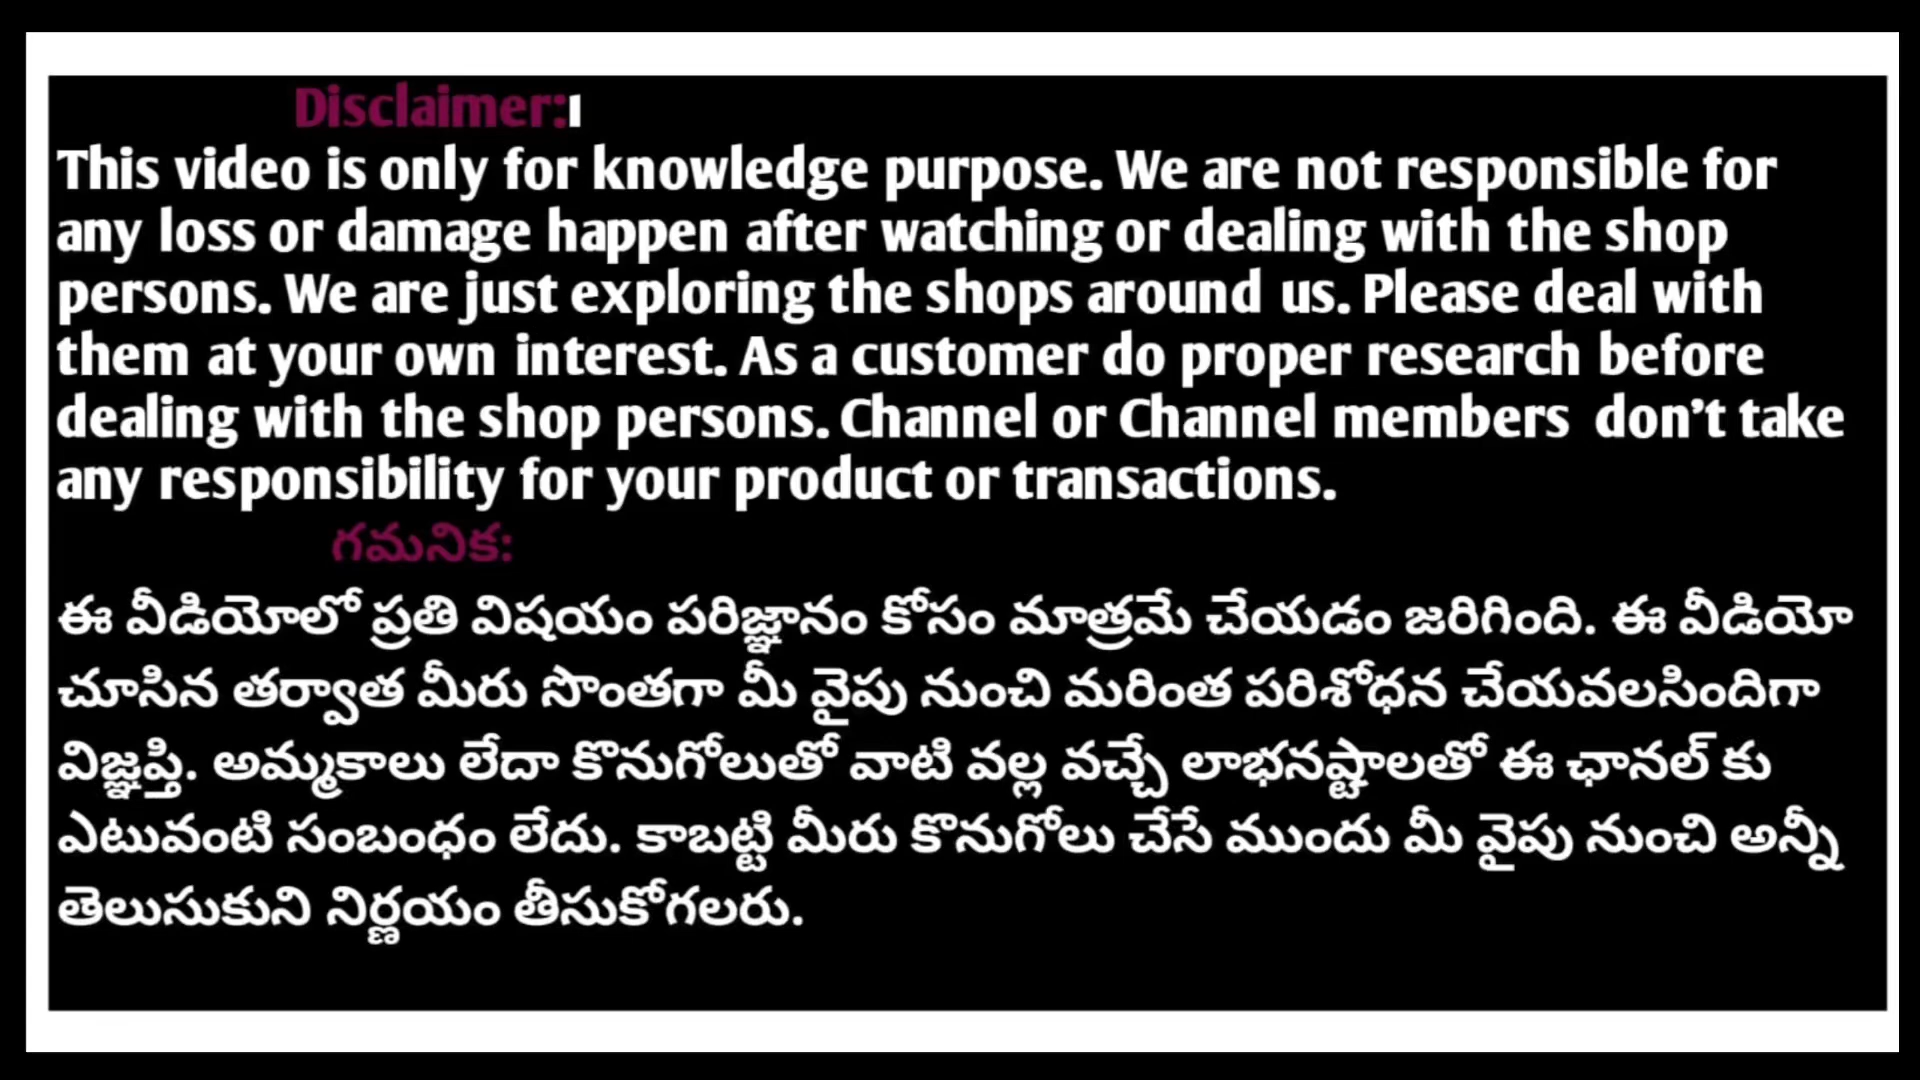 Disclaimer:ı
This video is only for knowledge purpose. We are not responsible for
any loss or damage happen after watching or dealing with the shop
persons. We are just exploring the shops around us. Please deal with
them at your own interest. As a customer do proper research before
dealing with the shop persons. Channel or Channel members don’t take
any responsibility for your product or transactions.
గమనిక:
ఈ వీడియోలో ప్రతి విషయం పరిజ్ఞానం కోసం మాత్రమే చేయడం జరిగింది. ఈ వీడియో
చూసిన తర్వాత మీరు సొంతగా మీ వైపు నుంచి మరింత పరిశోధన చేయవలసిందిగా
విజ్ఞప్తి. అమ్మకాలు లేదా కొనుగోలుతో వాటి వల్ల వచ్చే లాభనష్టాలతో ఈ ఛానల్ కు
ఎటువంటి సంబంధం లేదు. కాబట్టి మీరు కొనుగోలు చేసే ముందు మీ వైపు నుంచి అన్నీ
తెలుసుకుని నిర్ణయం తీసుకోగలరు.